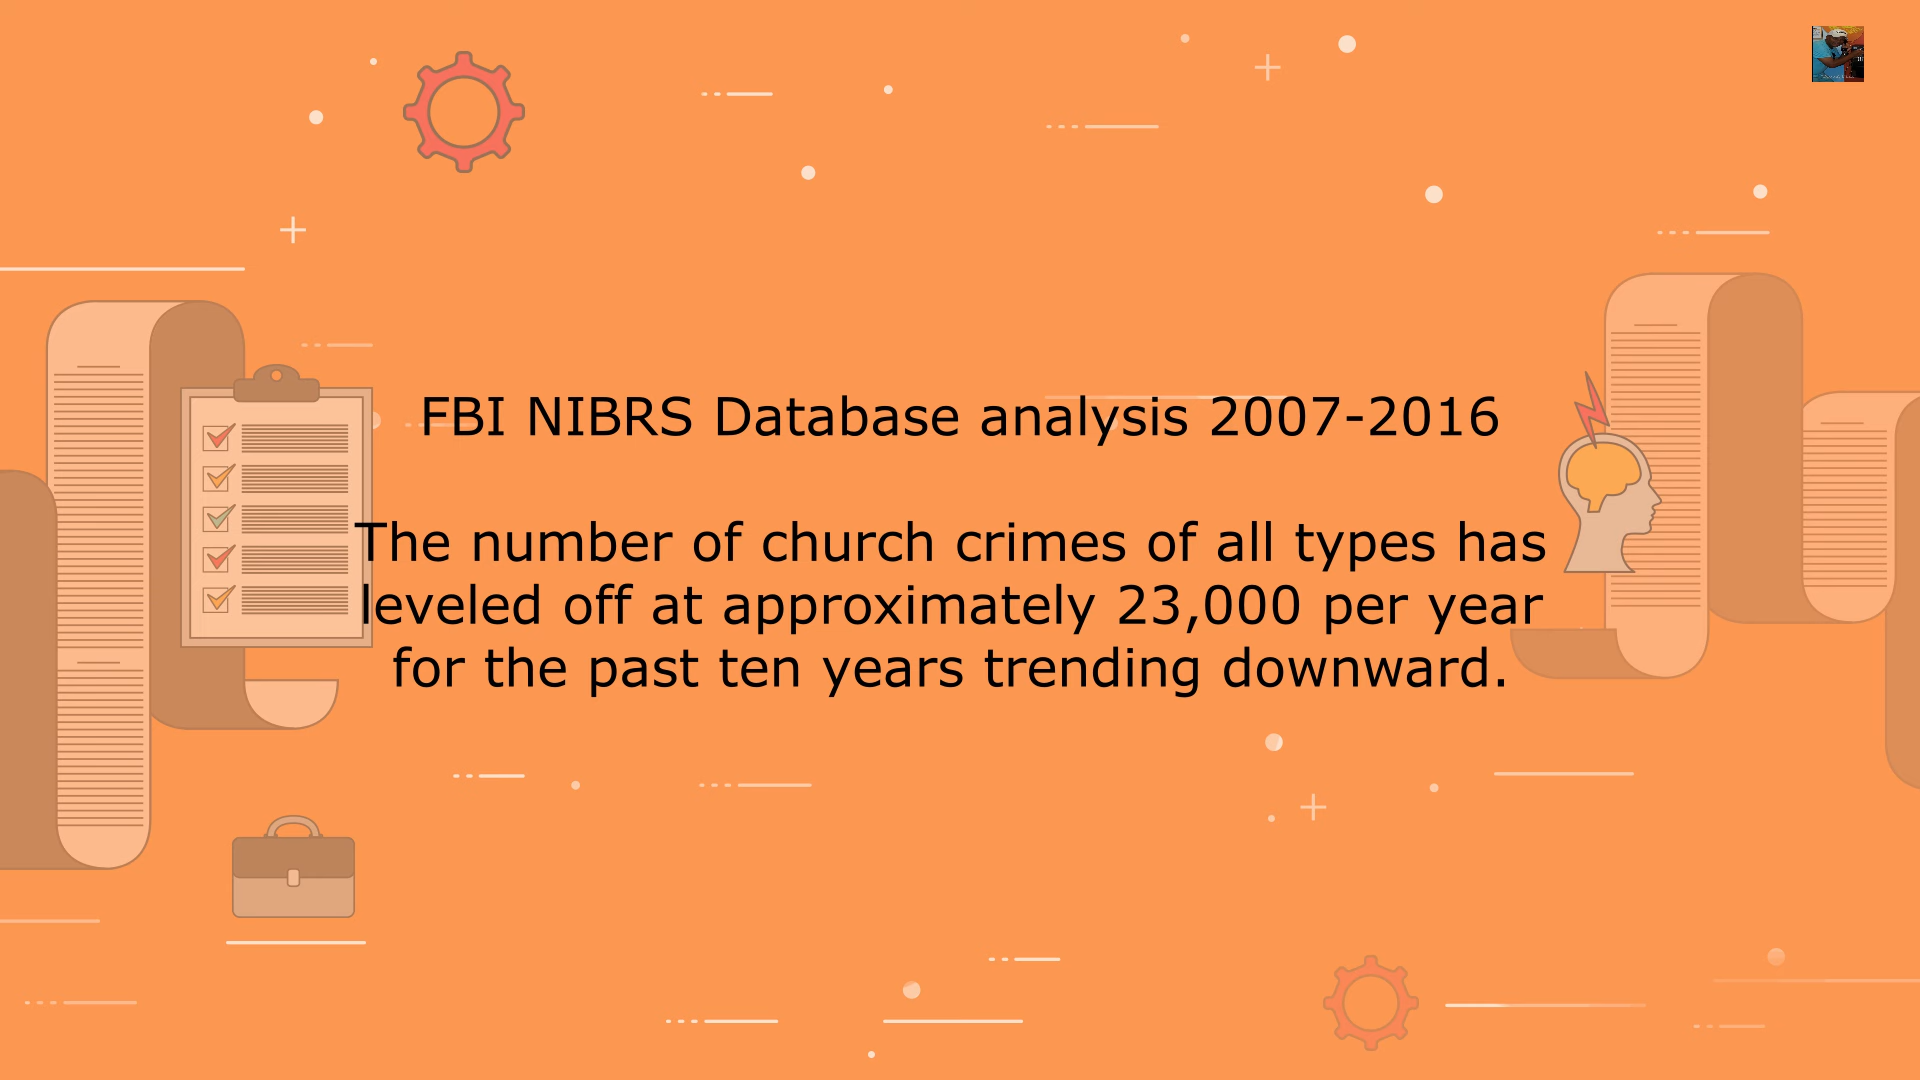 FBI NIBRS Database analysis 2007-2016
The number of church crimes of all types has
leveled off at approximately 23,000 per year
for the past ten years trending downward.